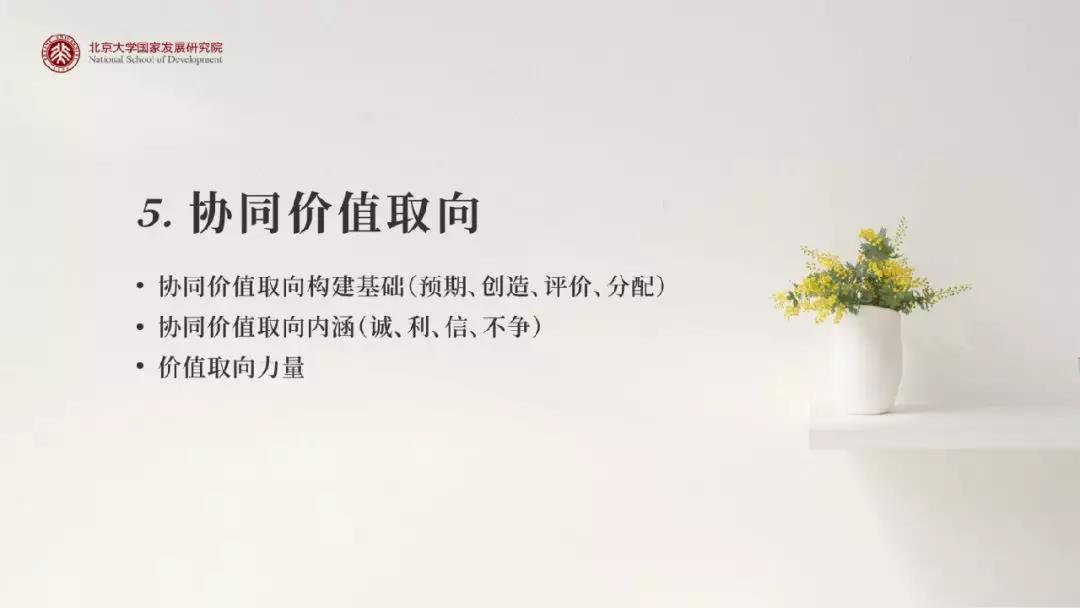 北京大学国家发展研究院
National School of Development
5. 协同价值取向
• 协同价值取向构建基础(预期、创造、评价、分配)
• 协同价值取向内涵(诚、利、信、不争)
• 价值取向力量